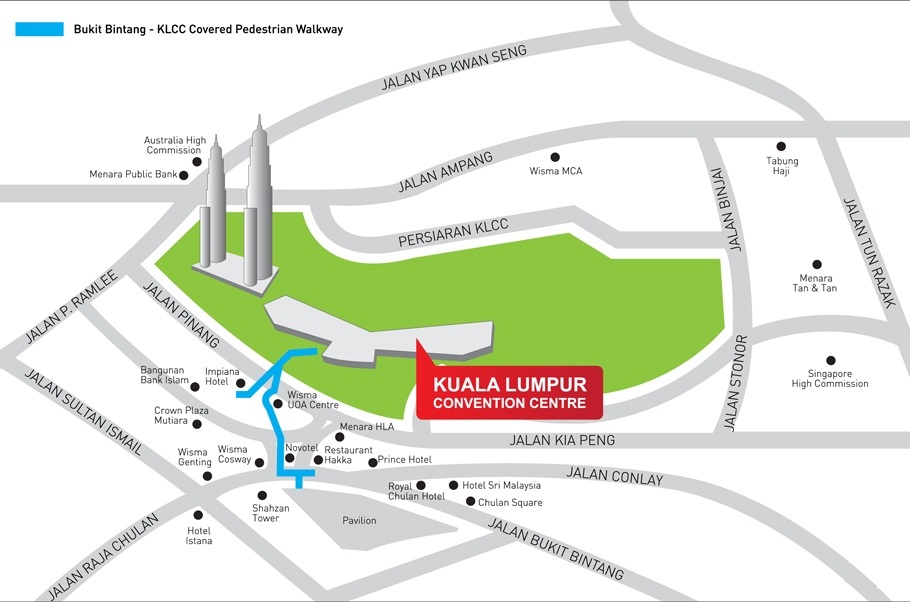 Bukit Bintang - KLCC Covered Pedestrian Walkway
JALAN YAP KWAN SENG
Australia High
Commission
Menara Public Bank
JALAN AMPANG
Wisma MCA
Tabung
Haji
JALAN BINJAI
JALAN TUN RAZAK
PERSIARAN KLCC
Menara
Tan & Tan
JALAN P. RAMLEE
JALAN PINANG
Singapore
High Commission
JALAN STONOR
KUALA LUMPUR
CONVENTION CENTRE
Bangunan
Bank Islam
Impiana
Hotel
Wisma
UOA Centre
Crown Plaza
Mutiara
JALAN SULTAN ISMAIL
Menara HLA
JALAN KIA PENG
Wisma
Genting
Wisma
Cosway
Novotel
Restaurant
Hakka
Prince Hotel
JALAN CONLAY
Royal
Chulan Hotel
Hotel Sri Malaysia
Chulan Square
Shahzan
Tower
Pavilion
Hotel
Istana
JALAN RAJA CHULAN
JALAN BUKIT BINTANG